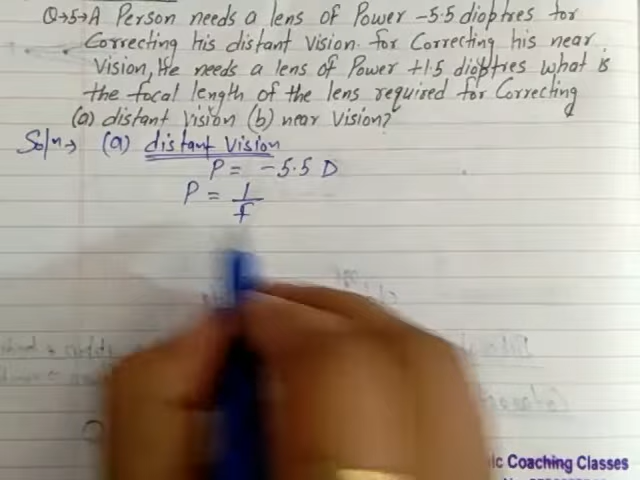 Q→5→A Person needs a lens of Power -5.5 dioptres for
Correcting his distant Vision. for Correcting his near
Vision, He needs a lens of Power +1.5 dioptres what is
the focal length of the lens required for Correcting
(a) distant Vision (b) near Vision?
Soln→ (a) distant Vision
P = -5.5 D
P = 1/f
ic Coaching Classes